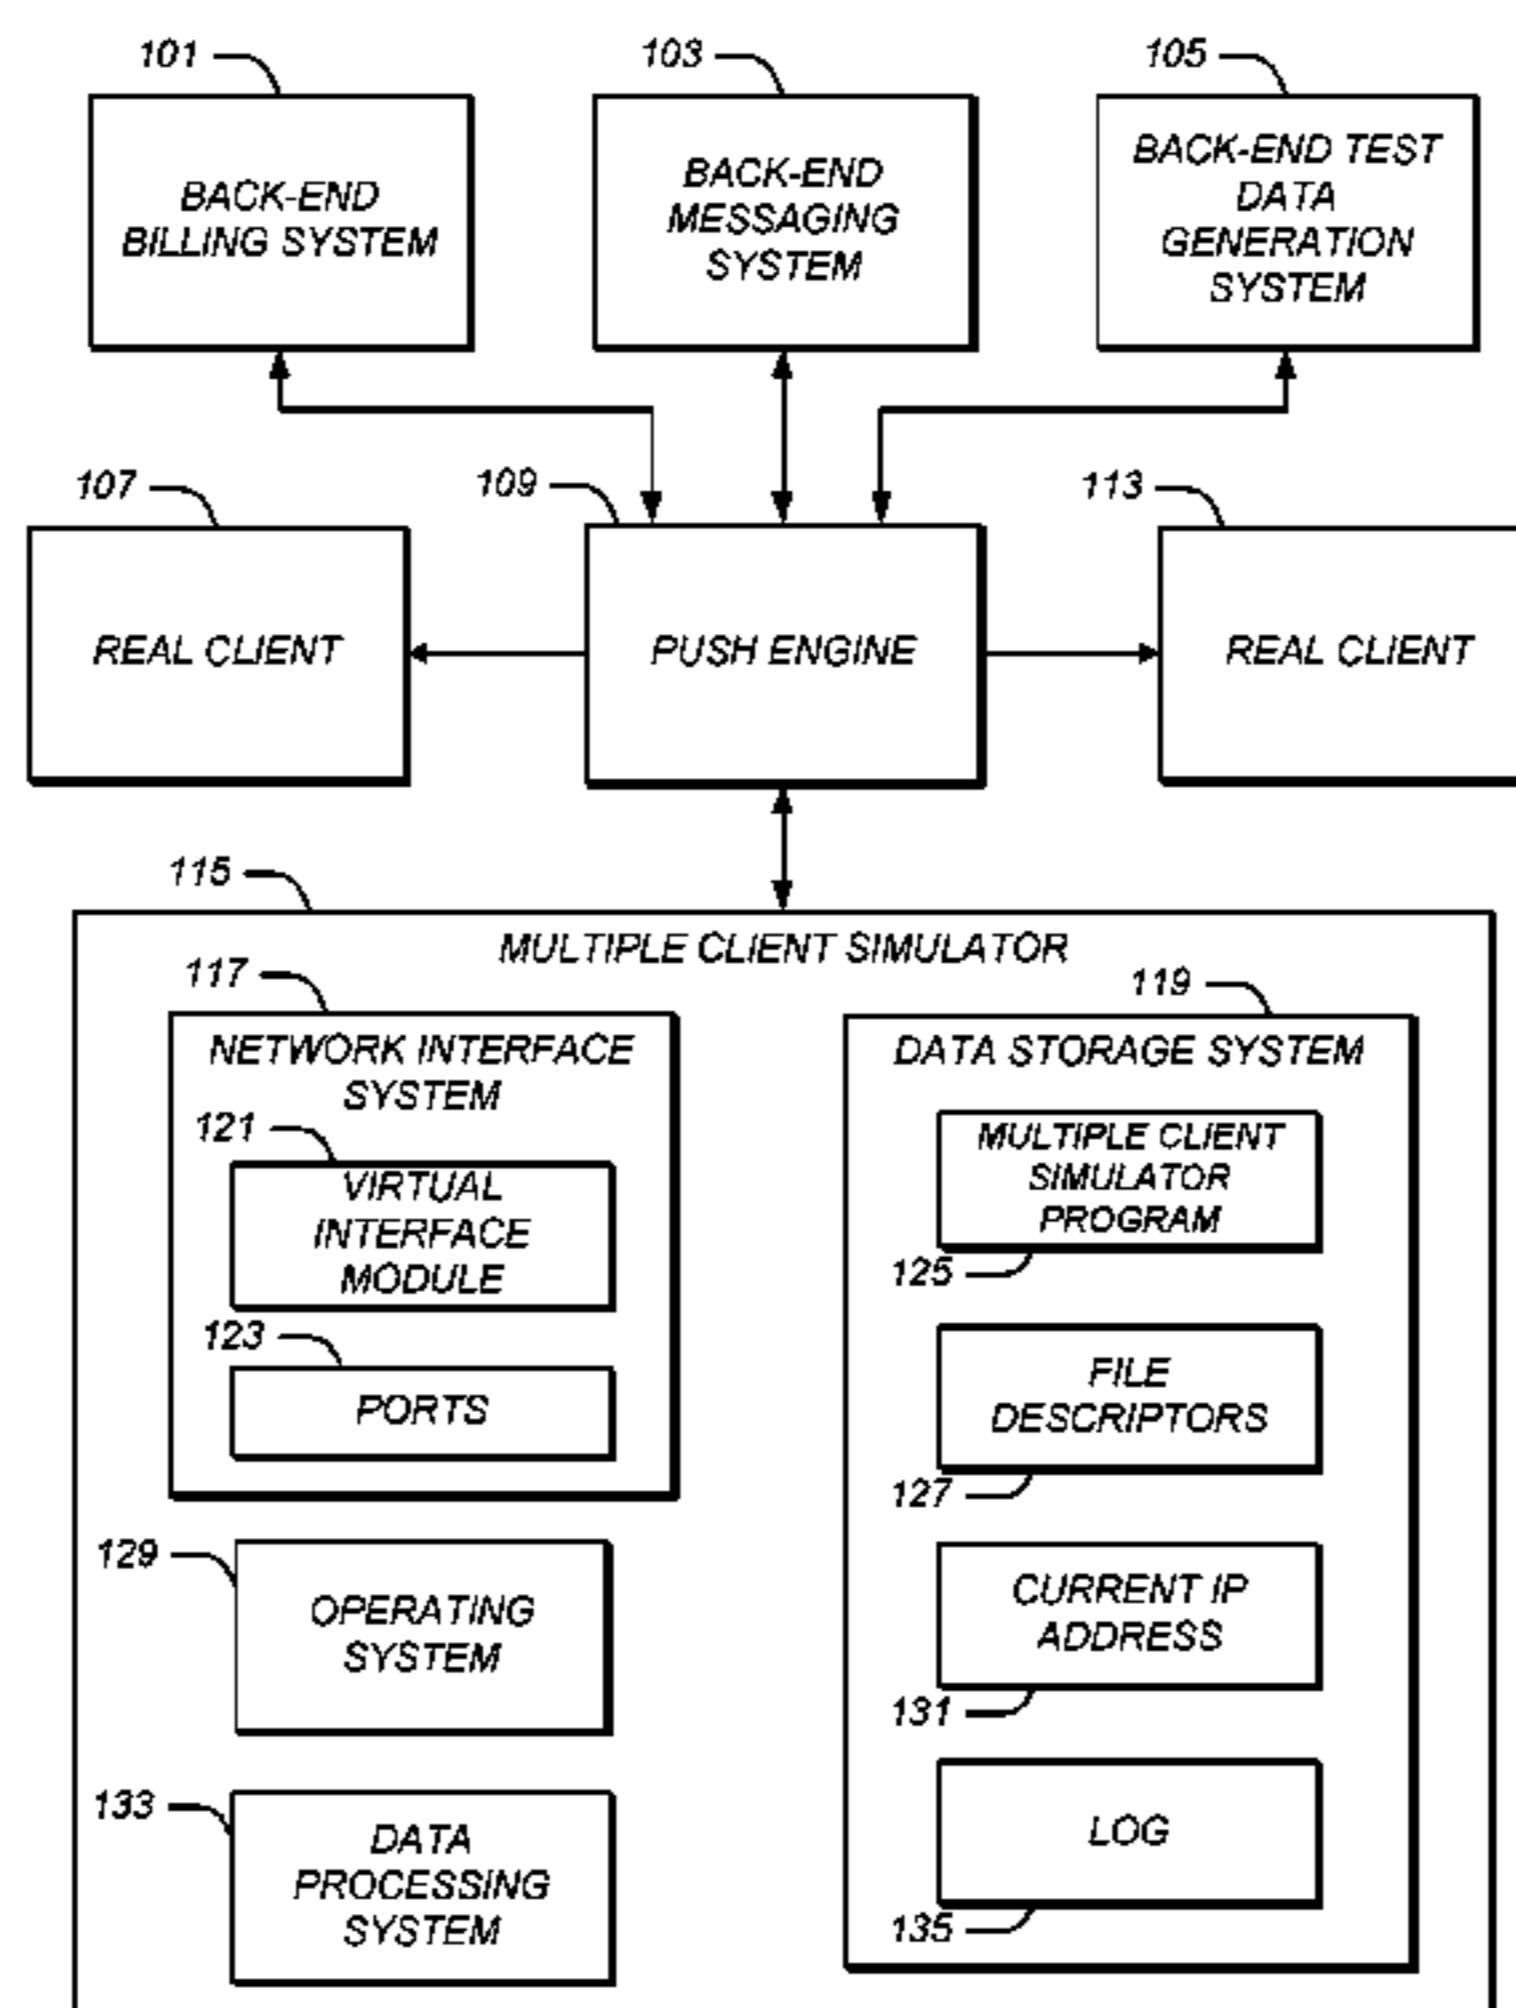 101
103
105
BACK-END
BILLING SYSTEM
BACK-END
MESSAGING
SYSTEM
BACK-END TEST
DATA
GENERATION
SYSTEM
107
109
113
REAL CLIENT
PUSH ENGINE
REAL CLIENT
115
MULTIPLE CLIENT SIMULATOR
117
NETWORK INTERFACE
SYSTEM
121
VIRTUAL
INTERFACE
MODULE
123
PORTS
119
DATA STORAGE SYSTEM
MULTIPLE CLIENT
SIMULATOR
PROGRAM
125
FILE
DESCRIPTORS
127
129
OPERATING
SYSTEM
CURRENT IP
ADDRESS
131
133
DATA
PROCESSING
SYSTEM
LOG
135